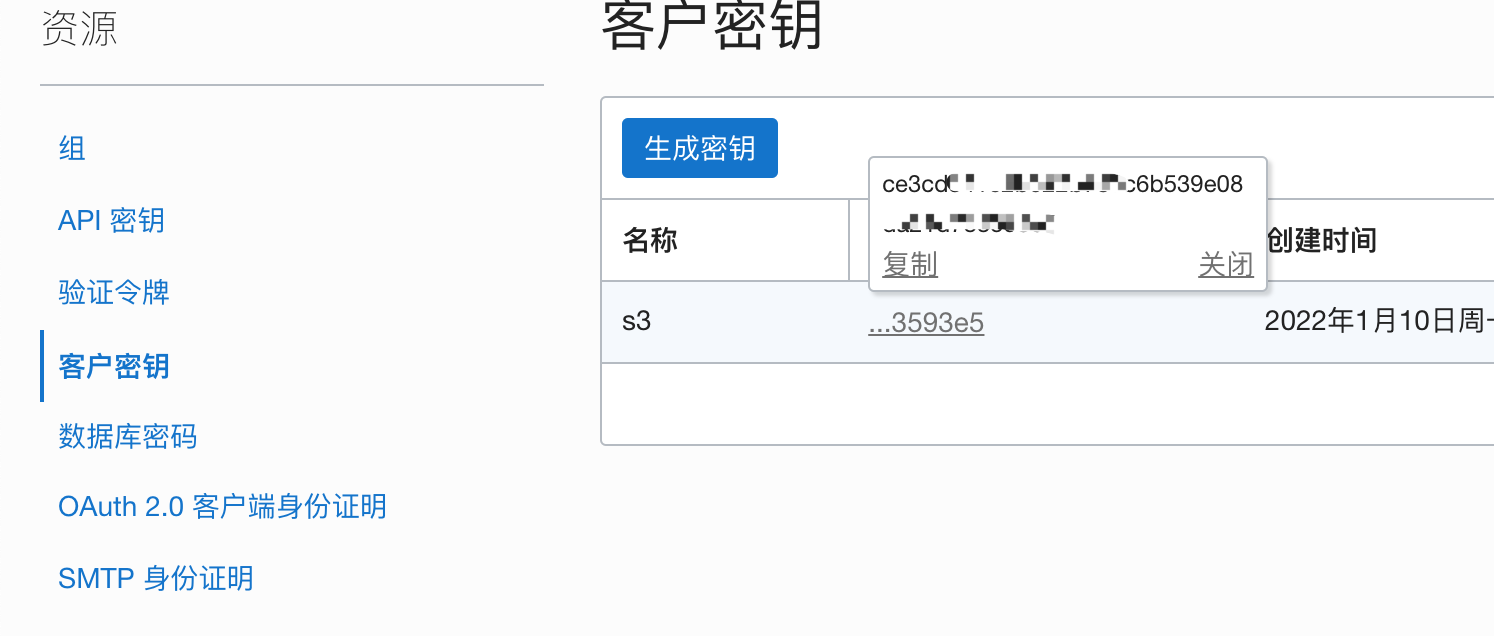 资源
组
API 密钥
验证令牌
客户密钥
数据库密码
OAuth 2.0 客户端身份证明
SMTP 身份证明
客户密钥
生成密钥
名称
创建时间
ce3cd c6b539e08
复制 关闭
s3 ...3593e5 2022年1月10日周